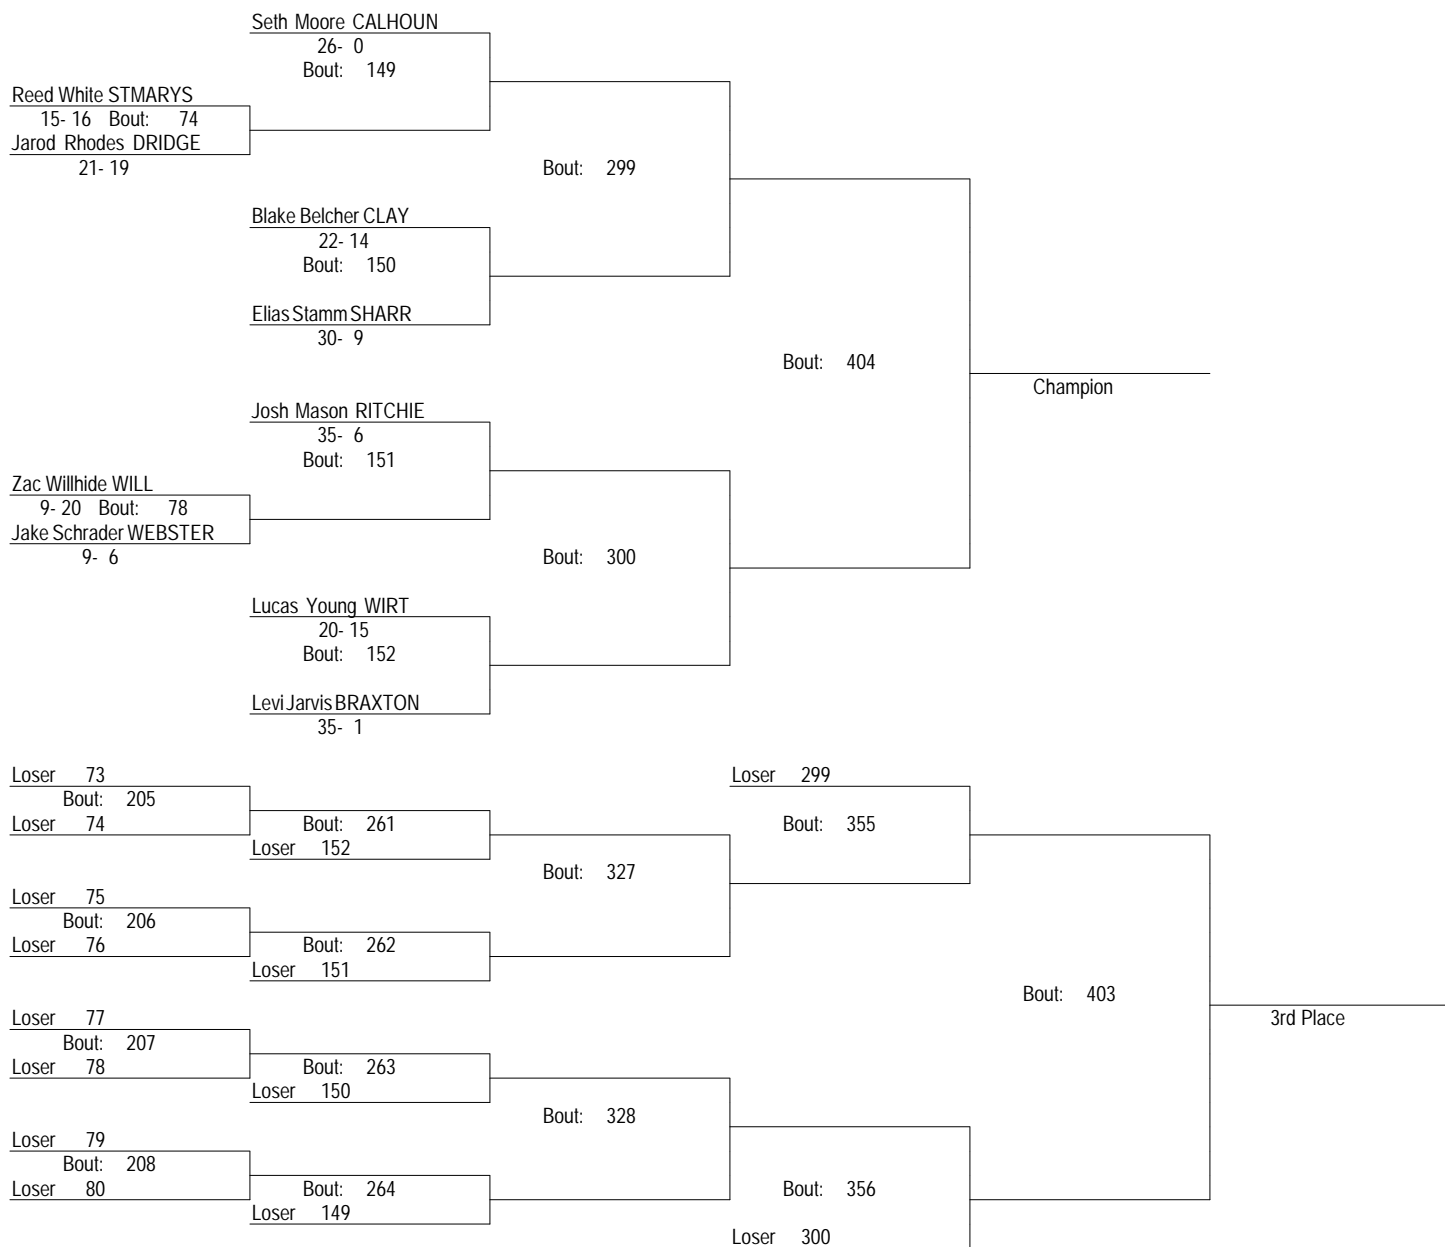 Seth Moore CALHOUN
26- 0
Bout: 149
Reed White STMARYS
15- 16 Bout: 74
Jarod Rhodes DRIDGE
21- 19
Bout: 299
Blake Belcher CLAY
22- 14
Bout: 150
Elias Stamm SHARR
30- 9
Bout: 404
Champion
Josh Mason RITCHIE
35- 6
Bout: 151
Zac Willhide WILL
9- 20 Bout: 78
Jake Schrader WEBSTER
9- 6
Bout: 300
Lucas Young WIRT
20- 15
Bout: 152
Levi Jarvis BRAXTON
35- 1
Loser 73
Bout: 205
Loser 74
Bout: 261
Loser 152
Loser 299
Bout: 355
Bout: 327
Loser 75
Bout: 206
Loser 76
Bout: 262
Loser 151
Bout: 403
3rd Place
Loser 77
Bout: 207
Loser 78
Bout: 263
Loser 150
Bout: 328
Loser 79
Bout: 208
Loser 80
Bout: 264
Loser 149
Bout: 356
Loser 300